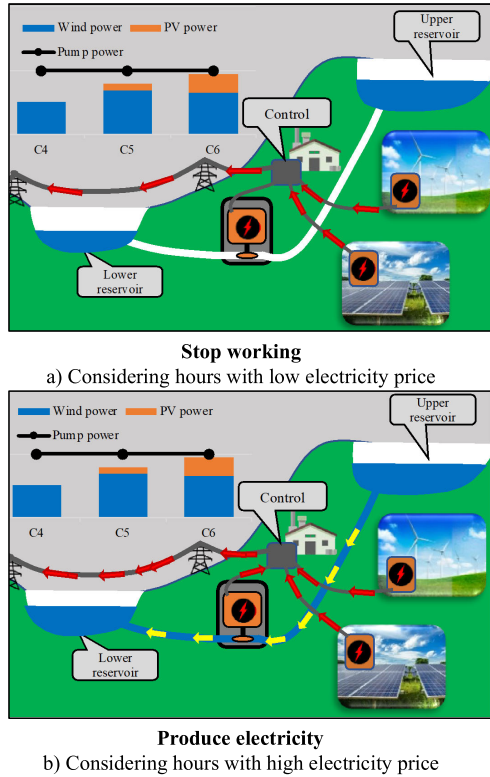 Wind power PV power
Pump power
Upper
reservoir
Control
C4 C5 C6
Lower
reservoir
Stop working
a) Considering hours with low electricity price
Wind power PV power
Pump power
Upper
reservoir
Control
C4 C5 C6
Lower
reservoir
Produce electricity
b) Considering hours with high electricity price